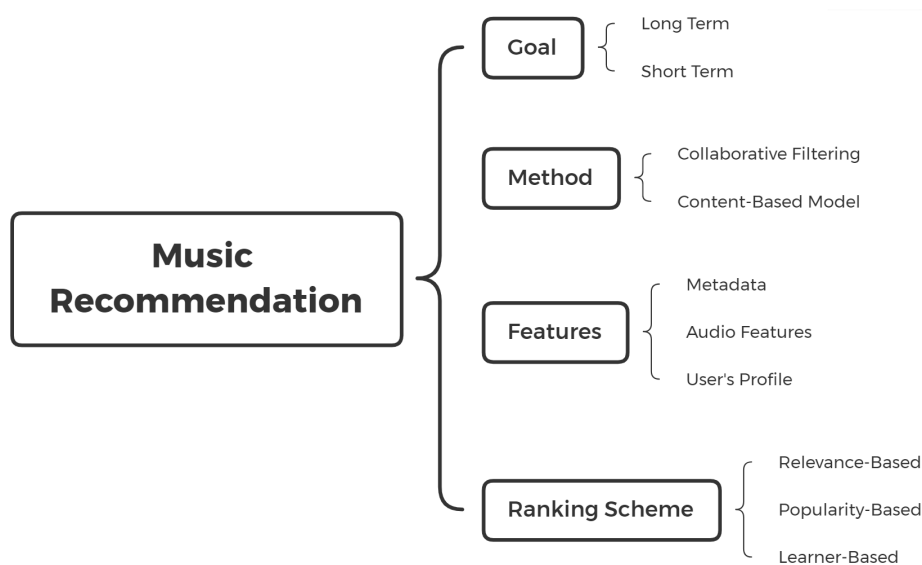 Music
Recommendation
Goal
Long Term
Short Term
Method
Collaborative Filtering
Content-Based Model
Features
Metadata
Audio Features
User's Profile
Ranking Scheme
Relevance-Based
Popularity-Based
Learner-Based